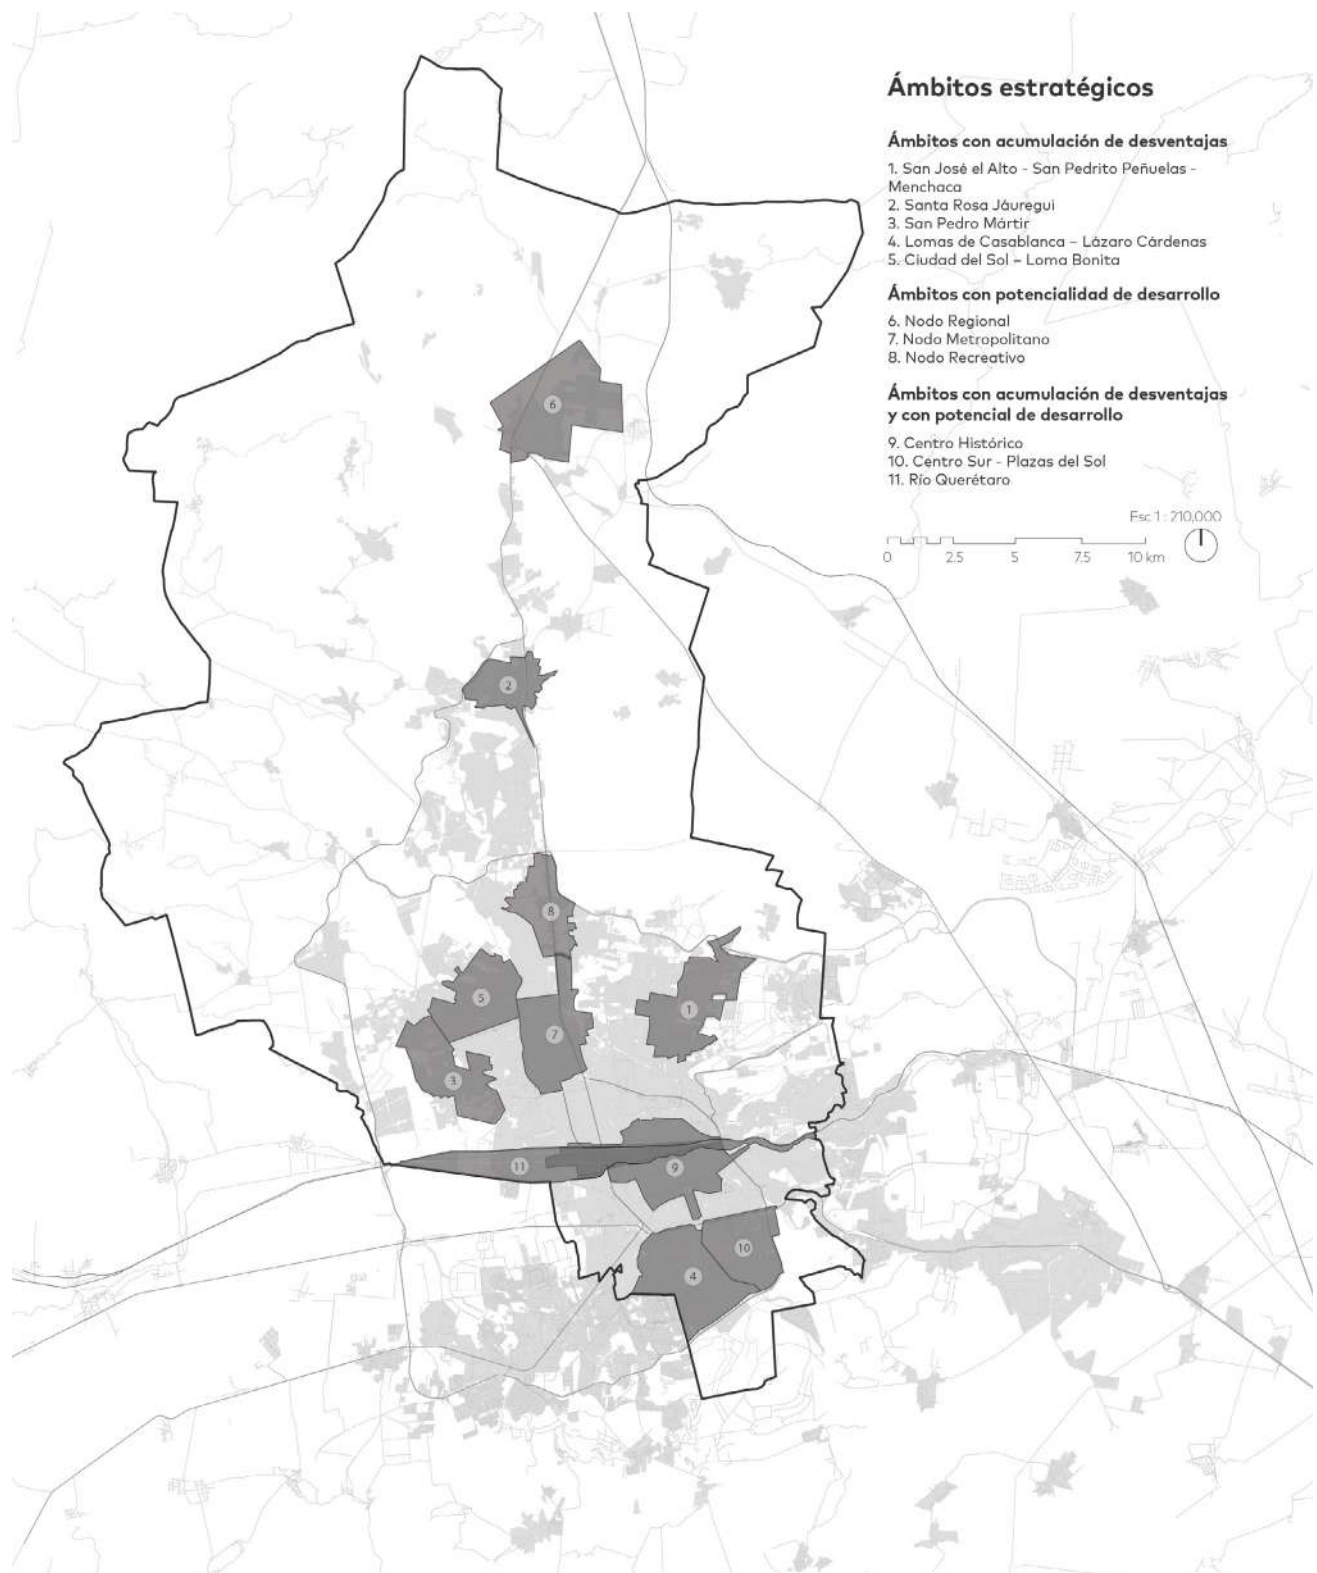 Ámbitos estratégicos
Ámbitos con acumulación de desventajas
1. San José el Alto - San Pedrito Peñuelas -
Menchaca
2. Santa Rosa Jáuregui
3. San Pedro Mártir
4. Lomas de Casablanca – Lázaro Cárdenas
5. Ciudad del Sol – Loma Bonita
Ámbitos con potencialidad de desarrollo
6. Nodo Regional
7. Nodo Metropolitano
8. Nodo Recreativo
Ámbitos con acumulación de desventajas
y con potencial de desarrollo
9. Centro Histórico
10. Centro Sur - Plazas del Sol
11. Río Querétaro
Esc 1 : 210,000
0 2.5 5 7.5 10 km
6
2
8
5
1
7
3
11
9
10
4